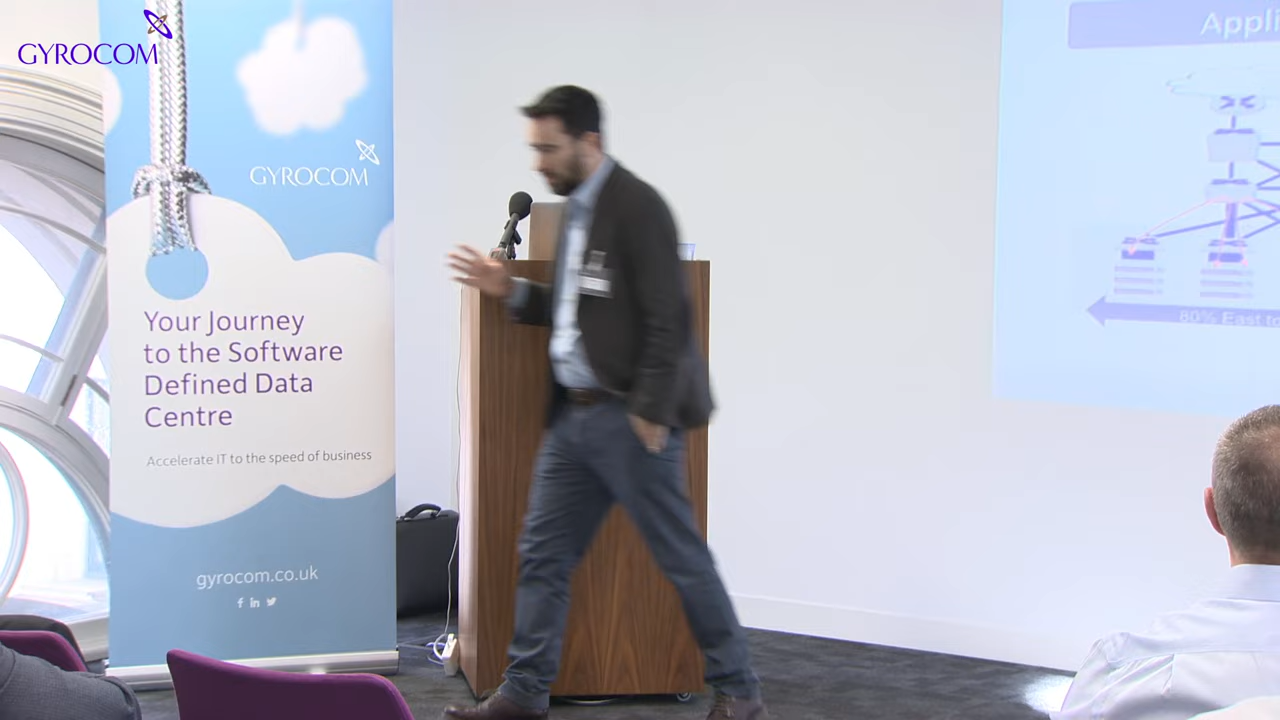 GYROCOM
GYROCOM
Your Journey
to the Software
Defined Data
Centre
Accelerate IT to the speed of business
gyrocom.co.uk
Appli
80% East to